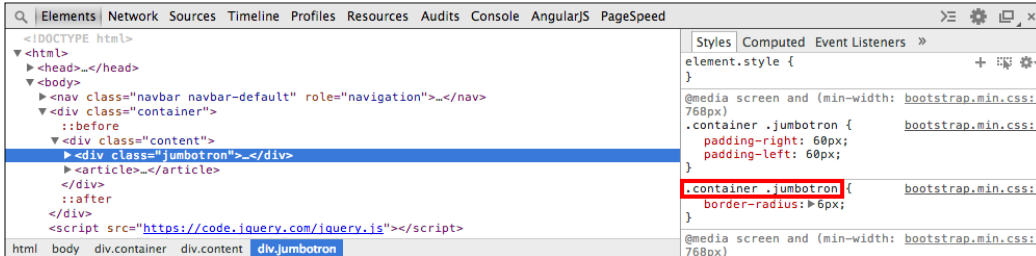 Elements Network Sources Timeline Profiles Resources Audits Console AngularJS PageSpeed
<!DOCTYPE html>
▼<html>
▶<head>…</head>
▼<body>
▶<nav class="navbar navbar-default" role="navigation">…</nav>
▼<div class="container">
::before
▼<div class="content">
▶<div class="jumbotron">…</div>
▶<article>…</article>
</div>
::after
</div>
<script src="https://code.jquery.com/jquery.js"></script>
html body div.container div.content div.jumbotron
Styles Computed Event Listeners »
element.style {
}
@media screen and (min-width: bootstrap.min.css:
768px)
.container .jumbotron { bootstrap.min.css:
padding-right: 60px;
padding-left: 60px;
}
.container .jumbotron { bootstrap.min.css:
border-radius:▶6px;
}
@media screen and (min-width: bootstrap.min.css:
768px)